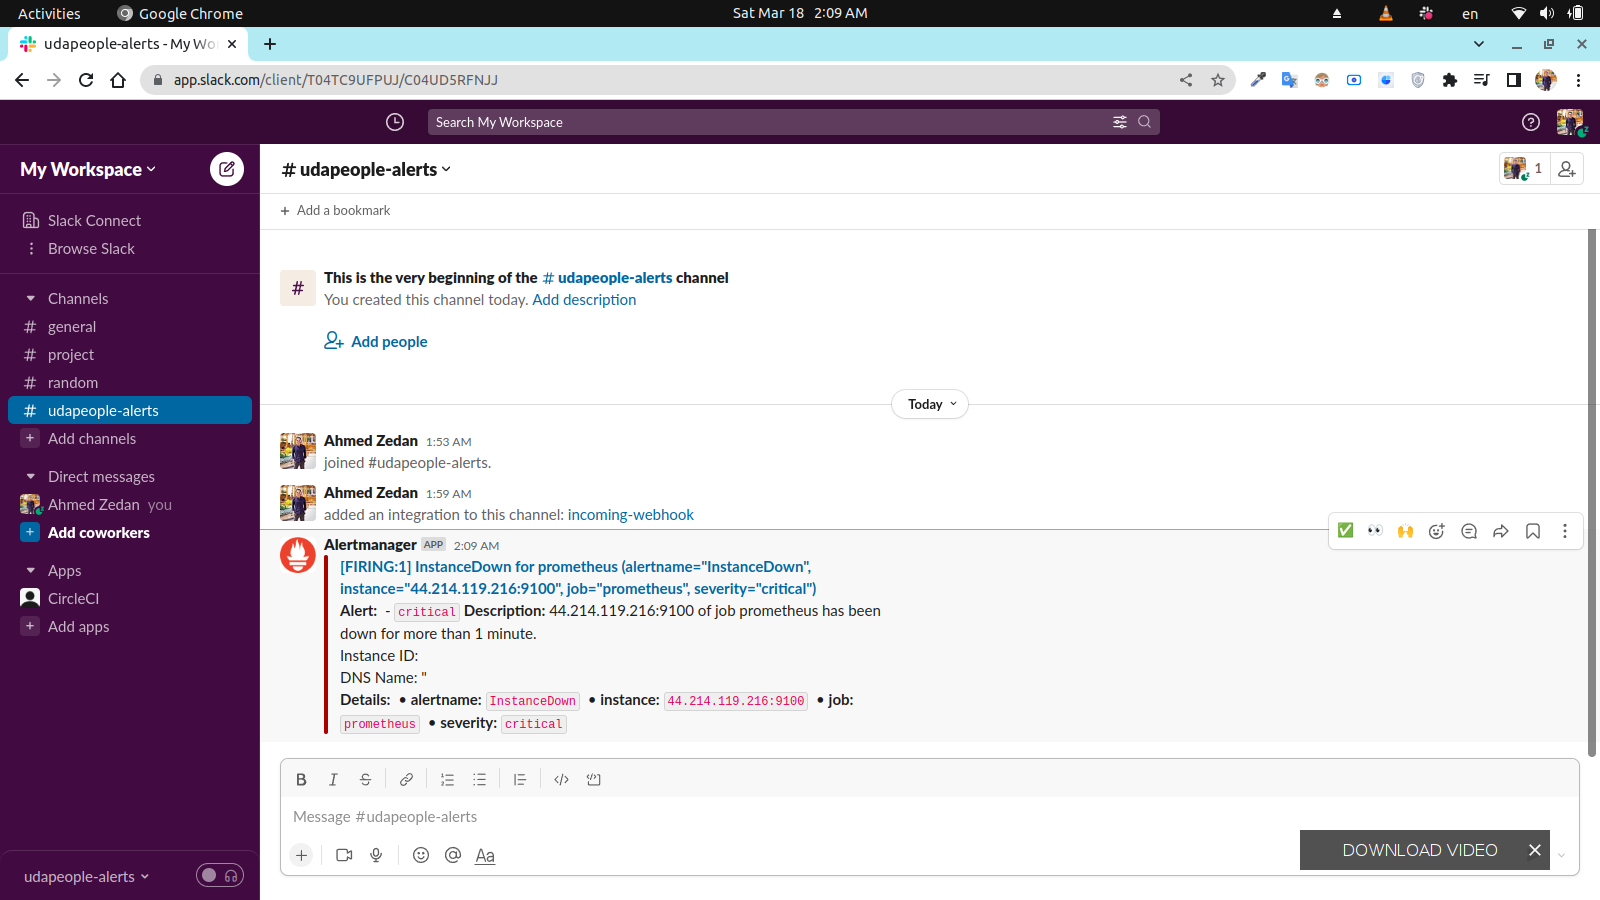 Activities Google Chrome Sat Mar 18 2:09 AM en
udapeople-alerts - My Wo
app.slack.com/client/T04TC9UFPUJ/C04UD5RFNJJ
Search My Workspace
My Workspace
# udapeople-alerts
1
+ Add a bookmark
Slack Connect
Browse Slack
Channels
# general
# project
# random
# udapeople-alerts
+ Add channels
Direct messages
Ahmed Zedan you
+ Add coworkers
Apps
CircleCI
+ Add apps
udapeople-alerts
# This is the very beginning of the # udapeople-alerts channel
You created this channel today. Add description
Add people
Today
Ahmed Zedan 1:53 AM
joined #udapeople-alerts.
Ahmed Zedan 1:59 AM
added an integration to this channel: incoming-webhook
Alertmanager APP 2:09 AM
[FIRING:1] InstanceDown for prometheus (alertname="InstanceDown",
instance="44.214.119.216:9100", job="prometheus", severity="critical")
Alert: - critical Description: 44.214.119.216:9100 of job prometheus has been
down for more than 1 minute.
Instance ID:
DNS Name: "
Details: • alertname: InstanceDown • instance: 44.214.119.216:9100 • job:
prometheus • severity: critical
B I S
Message #udapeople-alerts
Aa
DOWNLOAD VIDEO